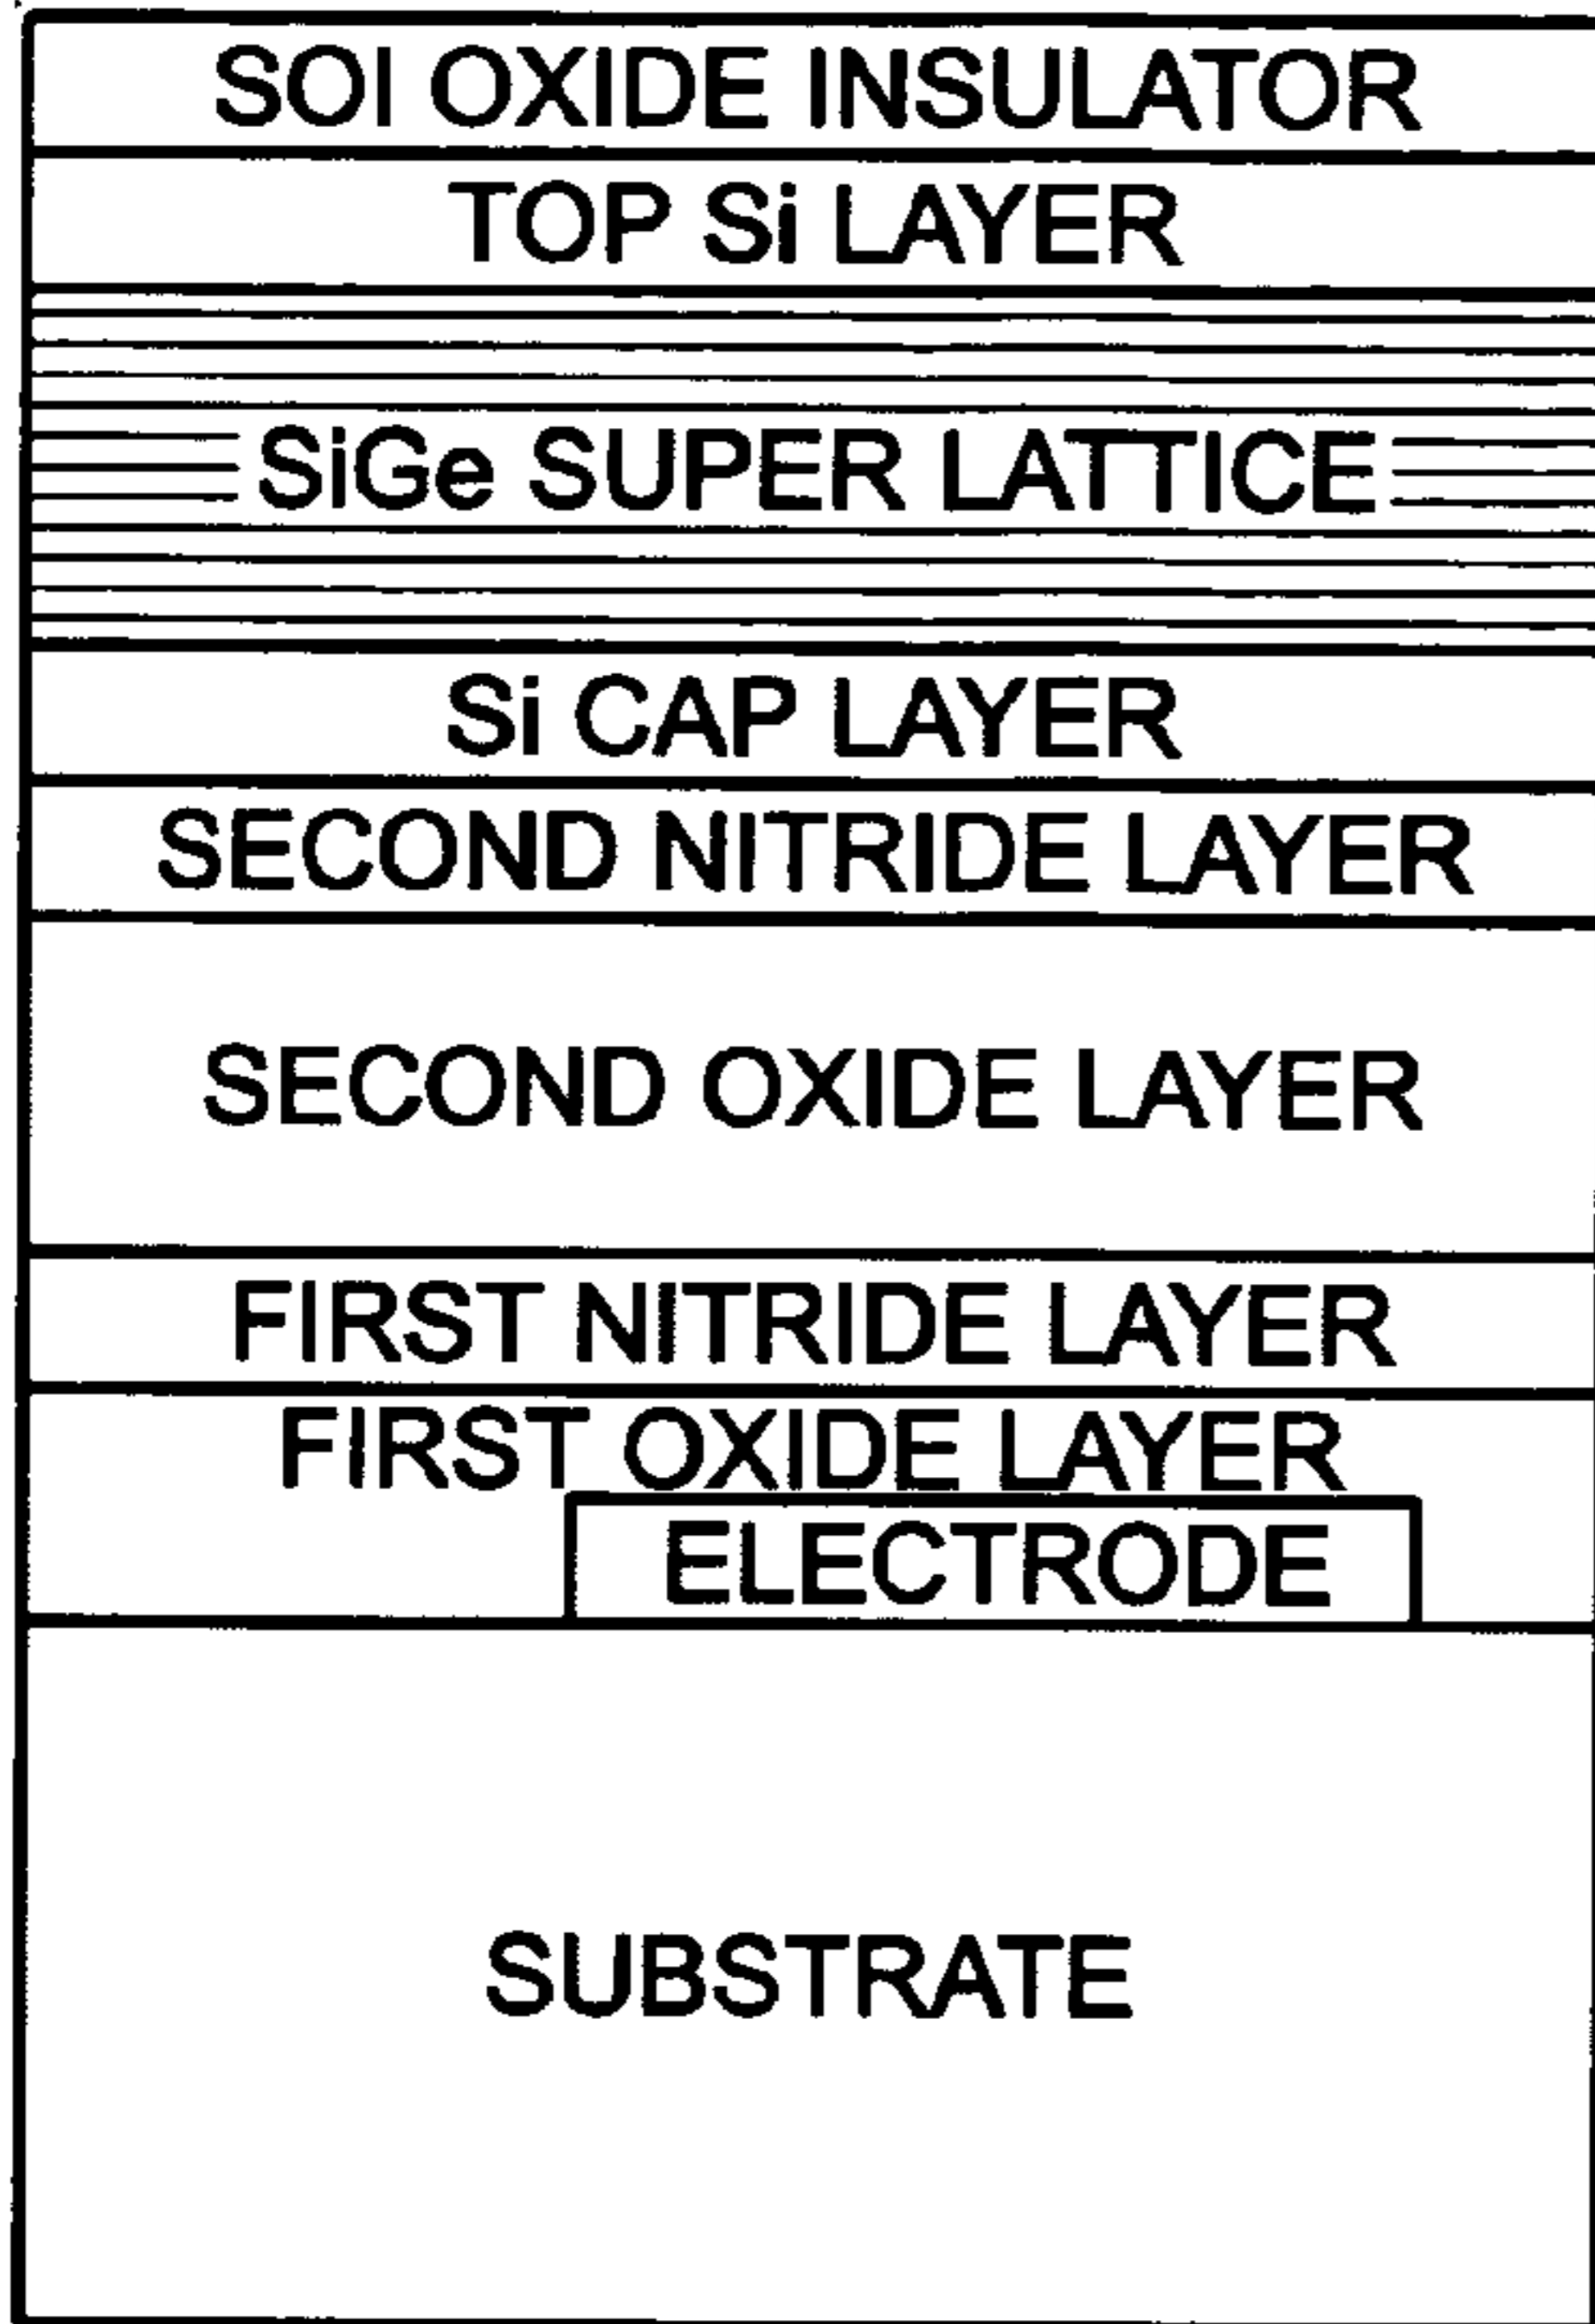 SOI OXIDE INSULATOR
TOP Si LAYER
SiGe SUPER LATTICE
Si CAP LAYER
SECOND NITRIDE LAYER
SECOND OXIDE LAYER
FIRST NITRIDE LAYER
FIRST OXIDE LAYER
ELECTRODE
SUBSTRATE